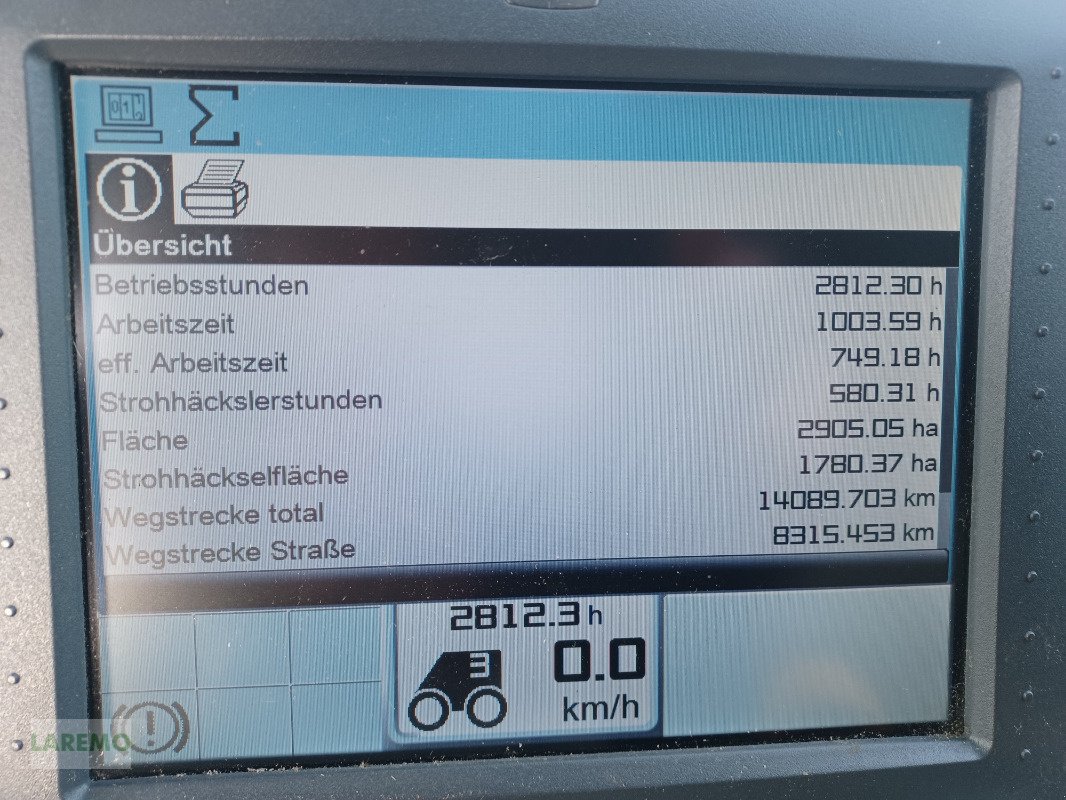 Übersicht
Betriebsstunden 2812.30 h
Arbeitszeit 1003.59 h
eff. Arbeitszeit 749.18 h
Strohhäckslerstunden 580.31 h
Fläche 2905.05 ha
Strohhäckselfläche 1780.37 ha
Wegstrecke total 14089.703 km
Wegstrecke Straße 8315.453 km
2812.3 h
3
0.0
km/h
LAREMO